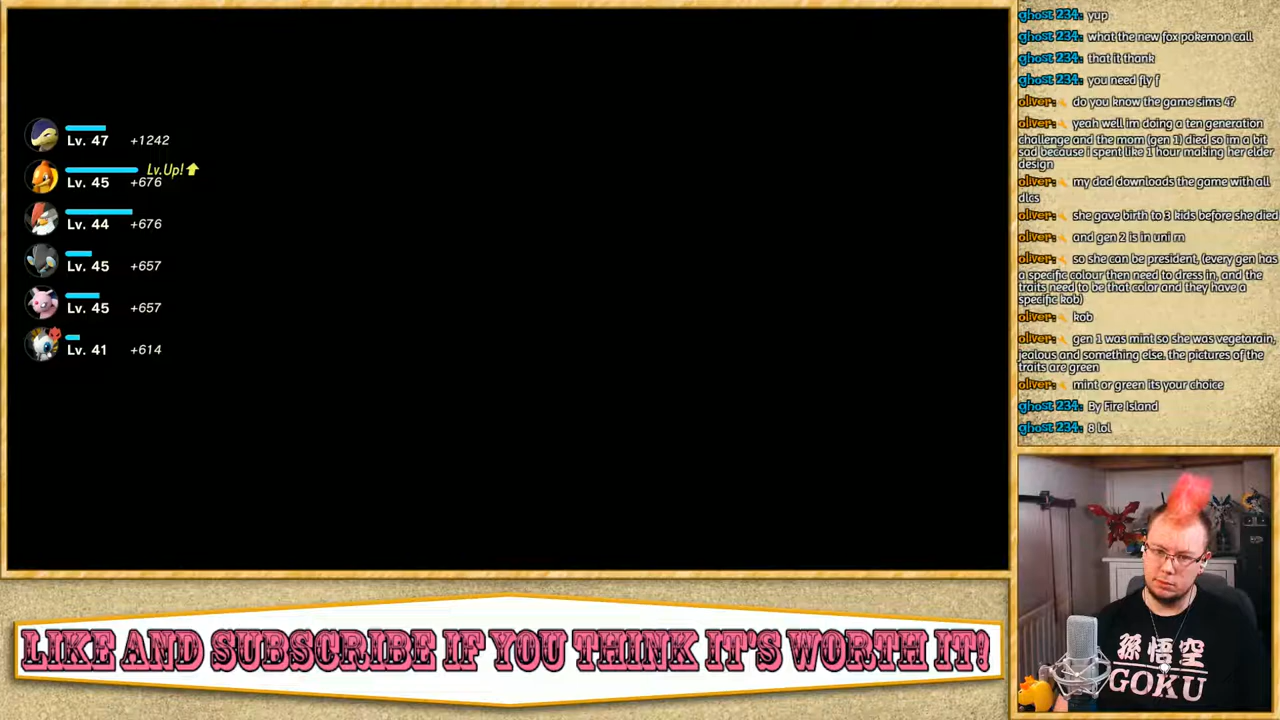 Lv. 47 +1242
Lv.Up!
Lv. 45 +676
Lv. 44 +676
Lv. 45 +657
Lv. 45 +657
Lv. 41 +614
ghost 234: yup
ghost 234: what the new fox pokemon call
ghost 234: that it thank
ghost 234: you need fly f
oliver: do you know the game sims 4?
oliver: yeah well im doing a ten generation
challenge and the mom (gen 1) died so im a bit
sad because i spent like 1 hour making her elder
design
oliver: my dad downloads the game with all
dlcs
oliver: she gave birth to 3 kids before she died
oliver: and gen 2 is in uni rn
oliver: so she can be president, (every gen has
a specific colour then need to dress in, and the
traits need to be that color and they have a
specific kob)
oliver: kob
oliver: gen 1 was mint so she was vegetarain,
jealous and something else. the pictures of the
traits are green
oliver: mint or green its your choice
ghost 234: By Fire Island
ghost 234: 8 lol
孫悟空
GOKU
LIKE AND SUBSCRIBE IF YOU THINK IT'S WORTH IT!